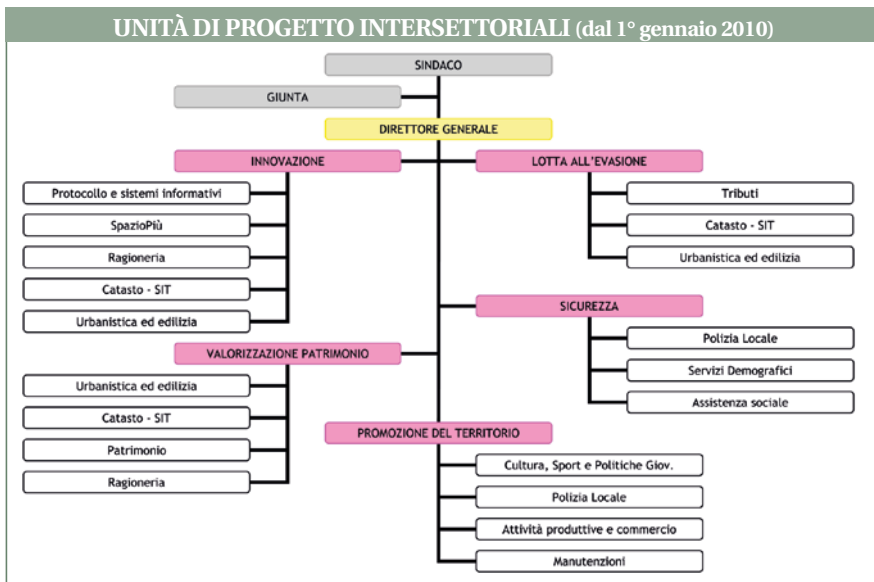 UNITÀ DI PROGETTO INTERSETTORIALI (dal 1° gennaio 2010)
SINDACO
GIUNTA
DIRETTORE GENERALE
INNOVAZIONE
Protocollo e sistemi informativi
SpazioPiù
Ragioneria
Catasto - SIT
Urbanistica ed edilizia
LOTTA ALL'EVASIONE
Tributi
Catasto - SIT
Urbanistica ed edilizia
SICUREZZA
Polizia Locale
Servizi Demografici
Assistenza sociale
VALORIZZAZIONE PATRIMONIO
Urbanistica ed edilizia
Catasto - SIT
Patrimonio
Ragioneria
PROMOZIONE DEL TERRITORIO
Cultura, Sport e Politiche Giov.
Polizia Locale
Attività produttive e commercio
Manutenzioni